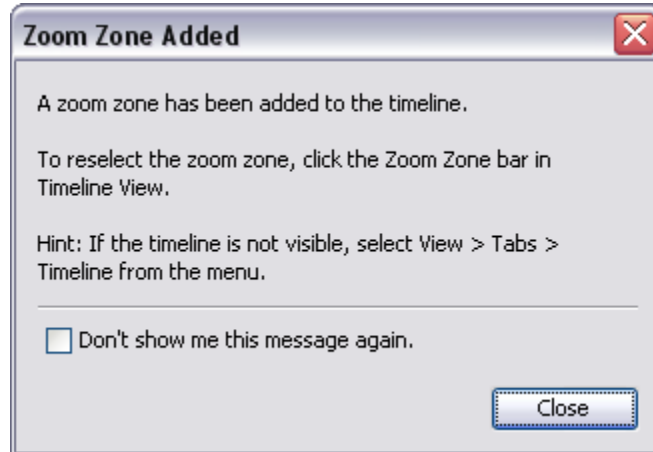 Zoom Zone Added
A zoom zone has been added to the timeline.
To reselect the zoom zone, click the Zoom Zone bar in
Timeline View.
Hint: If the timeline is not visible, select View > Tabs >
Timeline from the menu.
Don't show me this message again.
Close